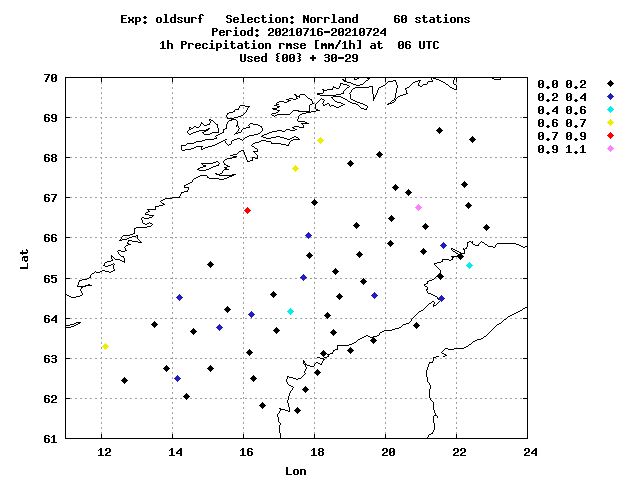 Exp: oldsurf   Selection: Norrland     60 stations
Period: 20210716-20210724
1h Precipitation rmse [mm/1h] at  06 UTC
Used {00} + 30-29
70
69
68
67
66
65
64
63
62
61
Lat
12 14 16 18 20 22 24
Lon
0.0 0.2
0.2 0.4
0.4 0.6
0.6 0.7
0.7 0.9
0.9 1.1